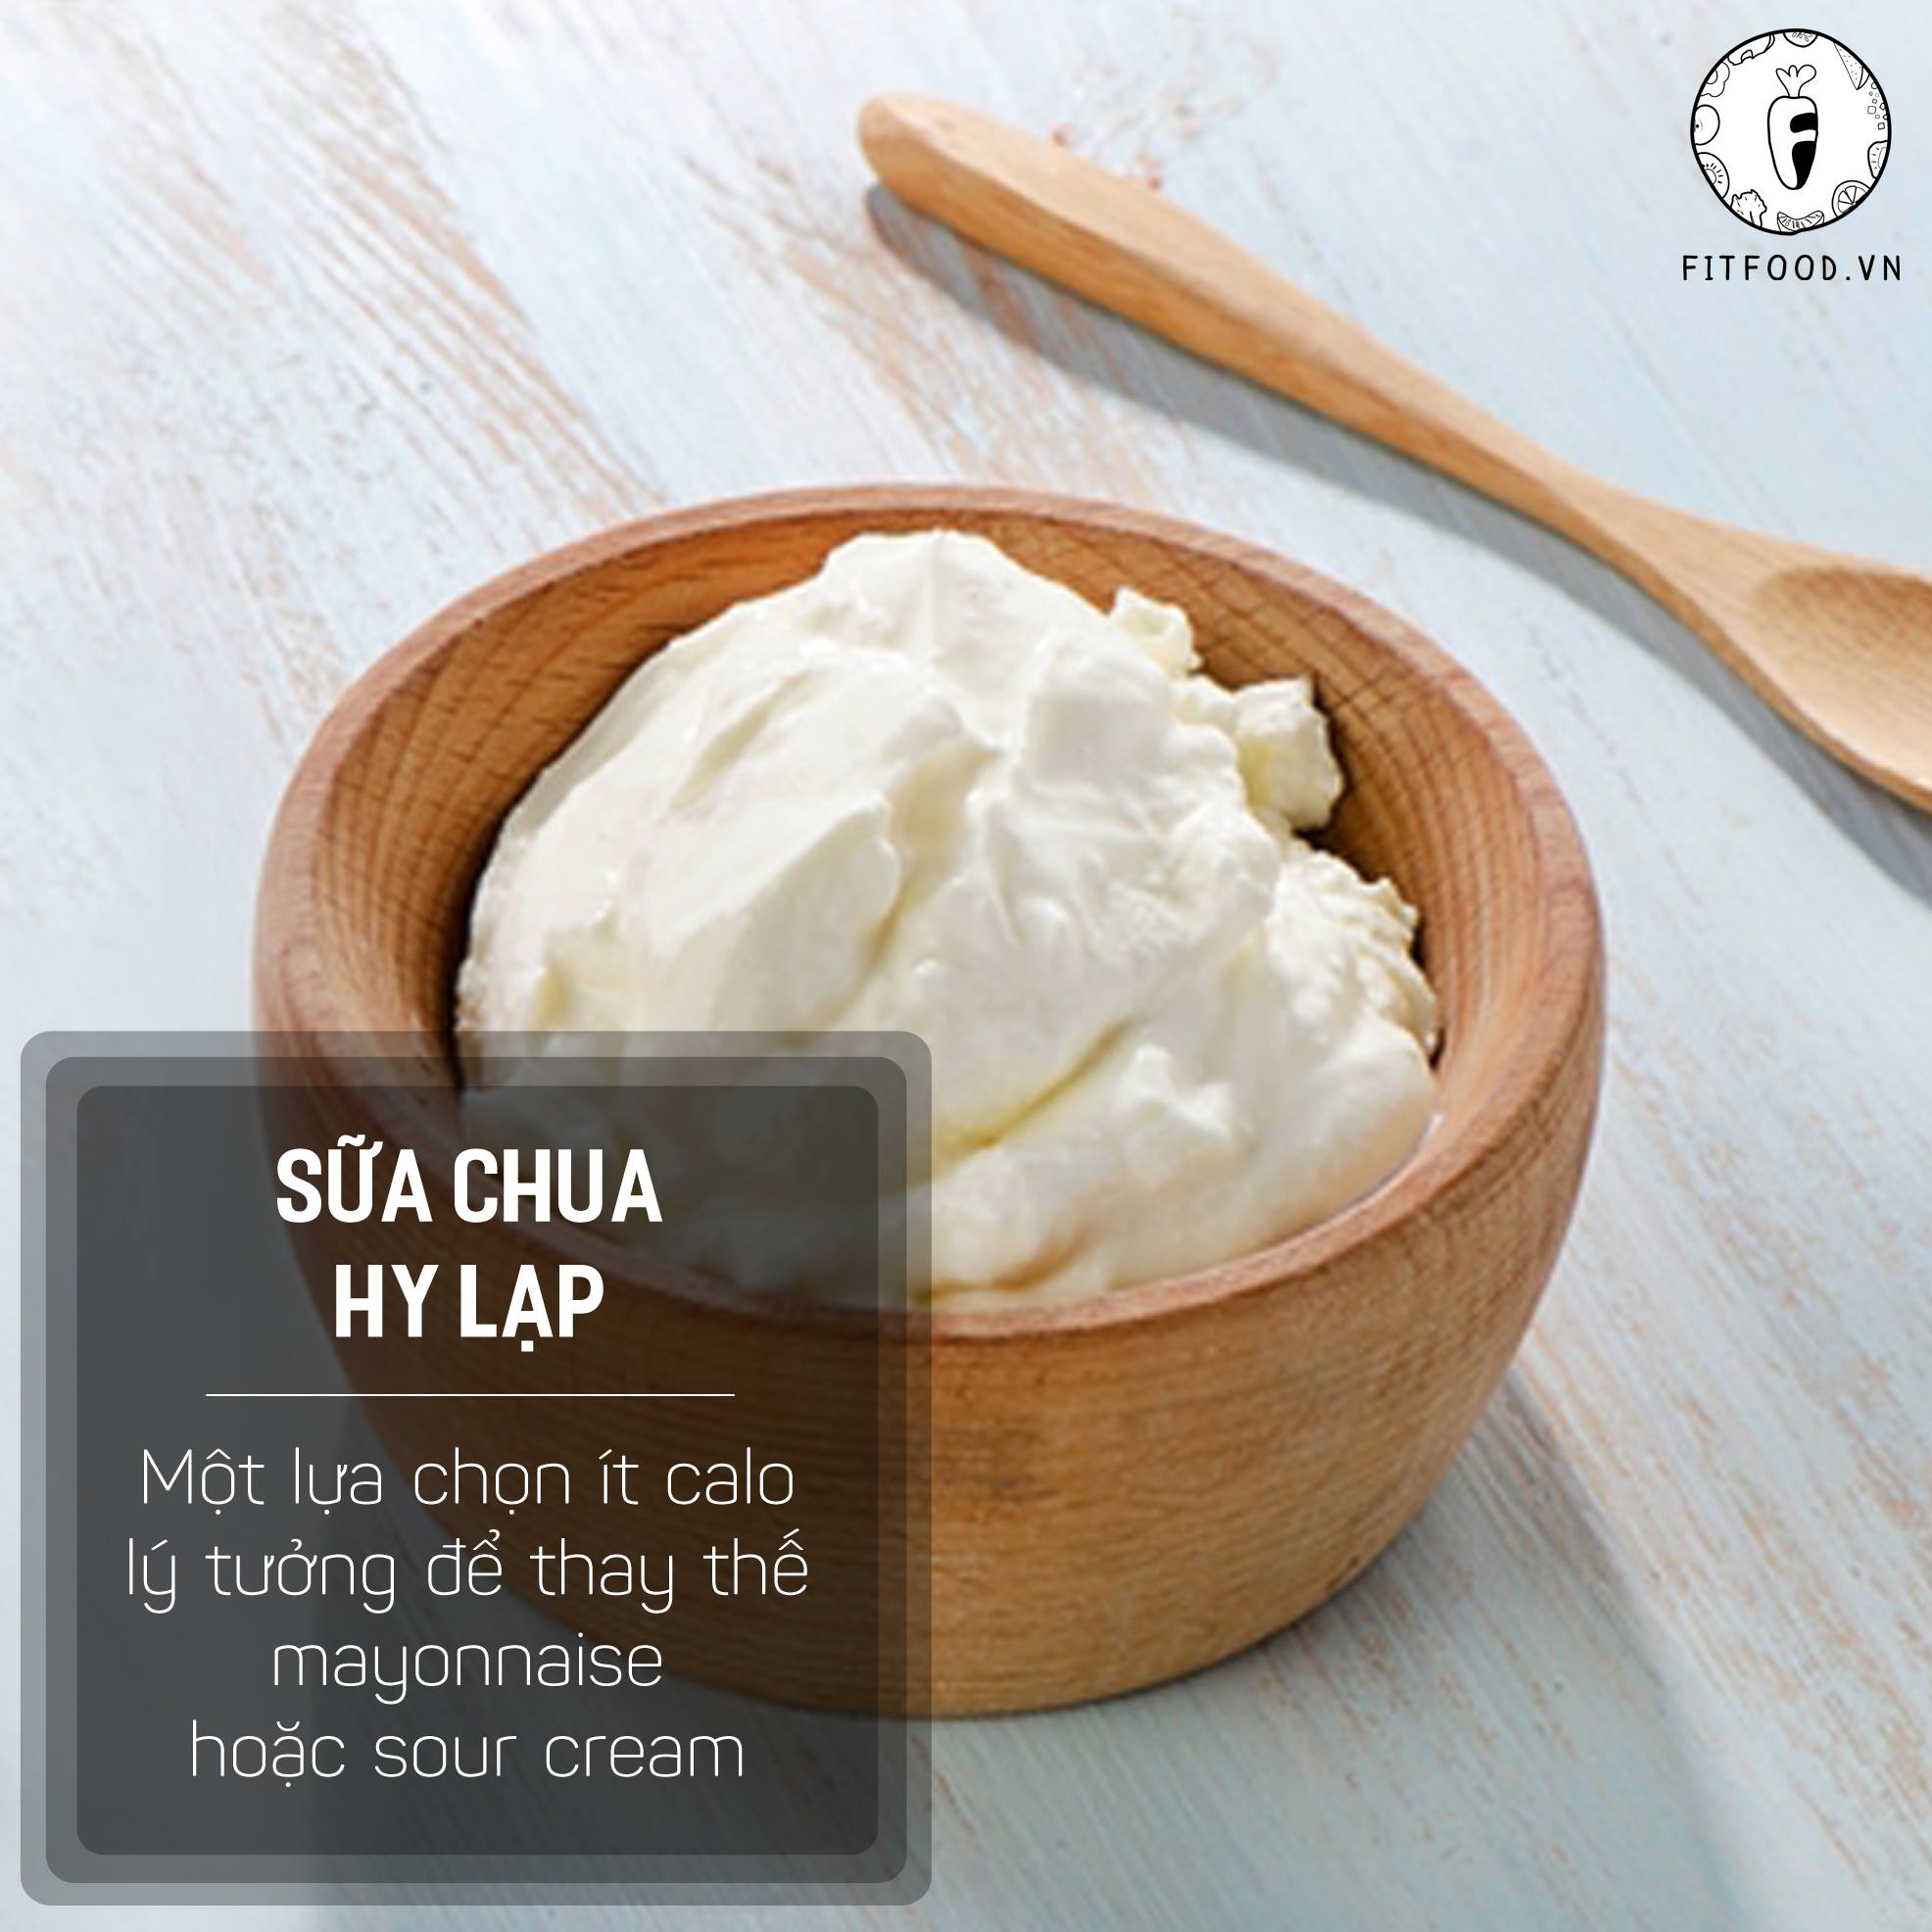 FITFOOD.VN
SỮA CHUA
HY LẠP
Một lựa chọn ít calo
lý tưởng để thay thế
mayonnaise
hoặc sour cream